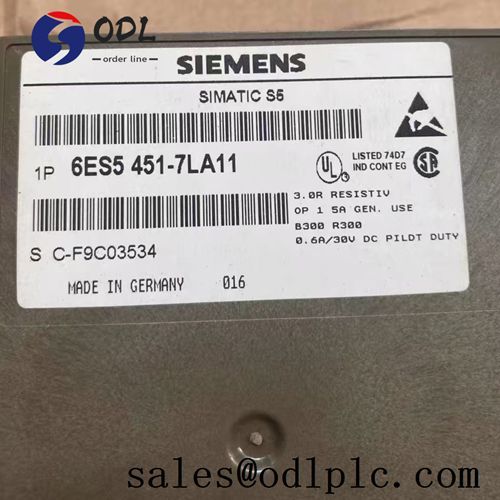 ODL
order line
SIEMENS
SIMATIC S5
1P 6ES5 451-7LA11
UL
LISTED 74D7
IND CONT EQ
3.0R RESISTIV
OP 1 5A GEN. USE
B300 R300
0.6A/30V DC PILDT DUTY
S C-F9C03534
MADE IN GERMANY 016
sales@odlplc.com